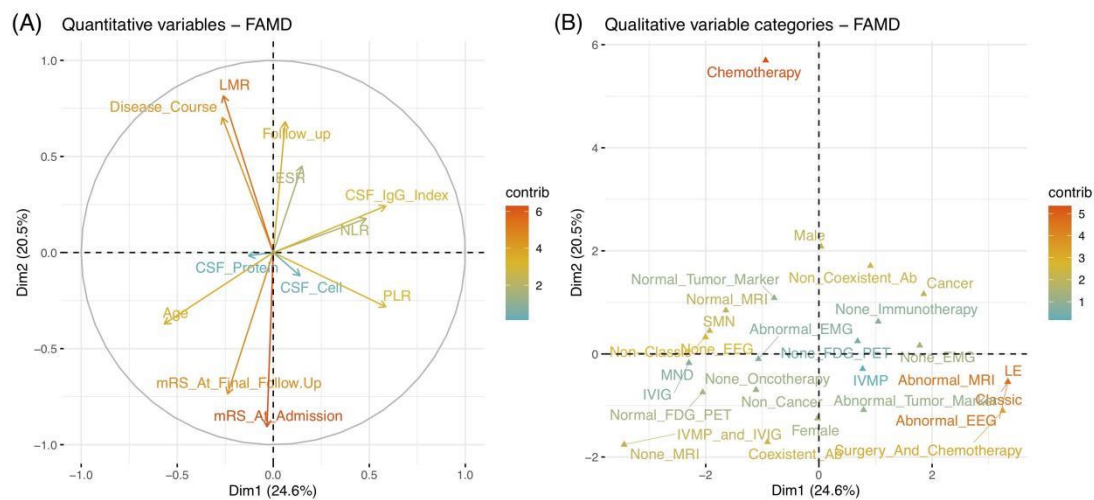 (A) Quantitative variables – FAMD
1.0
0.5
0.0
-0.5
-1.0
Dim2 (20.5%)
LMR
Disease_Course
Follow_up
ESR
CSF_IgG_Index
NLR
CSF_Protein
CSF_Cell
PLR
Age
mRS_At_Final_Follow.Up
mRS_At_Admission
-1.0 -0.5 0.0 0.5 1.0
Dim1 (24.6%)
contrib
6
4
2
(B) Qualitative variable categories – FAMD
6
4
2
0
-2
Dim2 (20.5%)
Chemotherapy
Male
Non_Coexistent_Ab
Normal_Tumor_Marker
Cancer
Normal_MRI
None_Immunotherapy
SMN
Abnormal_EMG
Non_Classic
None_EEG
None_FDG_PET
None_EMG
MND
IVMP
Abnormal_MRI
LE
IVIG
None_Oncotherapy
Classic
Normal_FDG_PET
Non_Cancer
Abnormal_Tumor_Marker
Abnormal_EEG
IVMP_and_IVIG
Female
None_MRI
Coexistent_Ab
Surgery_And_Chemotherapy
-2 0 2
Dim1 (24.6%)
contrib
5
4
3
2
1